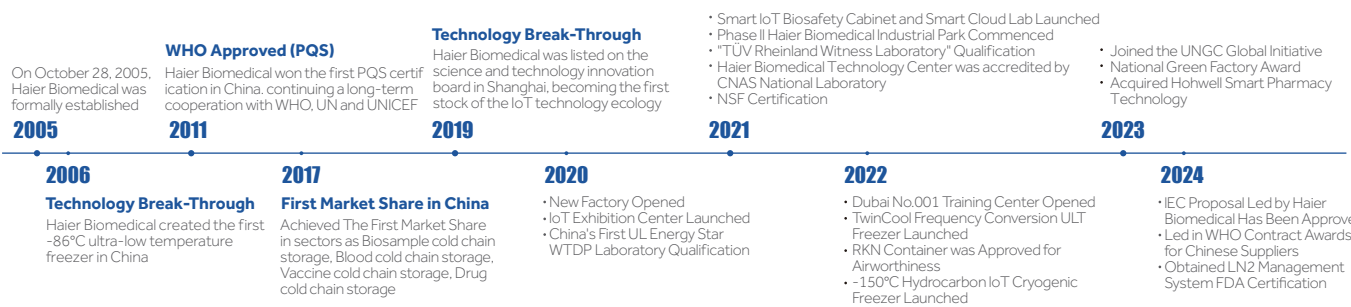 On October 28, 2005,
Haier Biomedical was
formally established
2005
WHO Approved (PQS)
Haier Biomedical won the first PQS certif
ication in China. continuing a long-term
cooperation with WHO, UN and UNICEF
2011
Technology Break-Through
Haier Biomedical was listed on the
science and technology innovation
board in Shanghai, becoming the first
stock of the IoT technology ecology
2019
• Smart IoT Biosafety Cabinet and Smart Cloud Lab Launched
• Phase II Haier Biomedical Industrial Park Commenced
• "TÜV Rheinland Witness Laboratory" Qualification
• Haier Biomedical Technology Center was accredited by
CNAS National Laboratory
• NSF Certification
2021
• Joined the UNGC Global Initiative
• National Green Factory Award
• Acquired Hohwell Smart Pharmacy
Technology
2023
2006
Technology Break-Through
Haier Biomedical created the first
-86°C ultra-low temperature
freezer in China
2017
First Market Share in China
Achieved The First Market Share
in sectors as Biosample cold chain
storage, Blood cold chain storage,
Vaccine cold chain storage, Drug
cold chain storage
2020
• New Factory Opened
• IoT Exhibition Center Launched
• China's First UL Energy Star
WTDP Laboratory Qualification
2022
• Dubai No.001 Training Center Opened
• TwinCool Frequency Conversion ULT
Freezer Launched
• RKN Container was Approved for
Airworthiness
• -150°C Hydrocarbon IoT Cryogenic
Freezer Launched
2024
• IEC Proposal Led by Haier
Biomedical Has Been Approve
• Led in WHO Contract Awards
for Chinese Suppliers
• Obtained LN2 Management
System FDA Certification